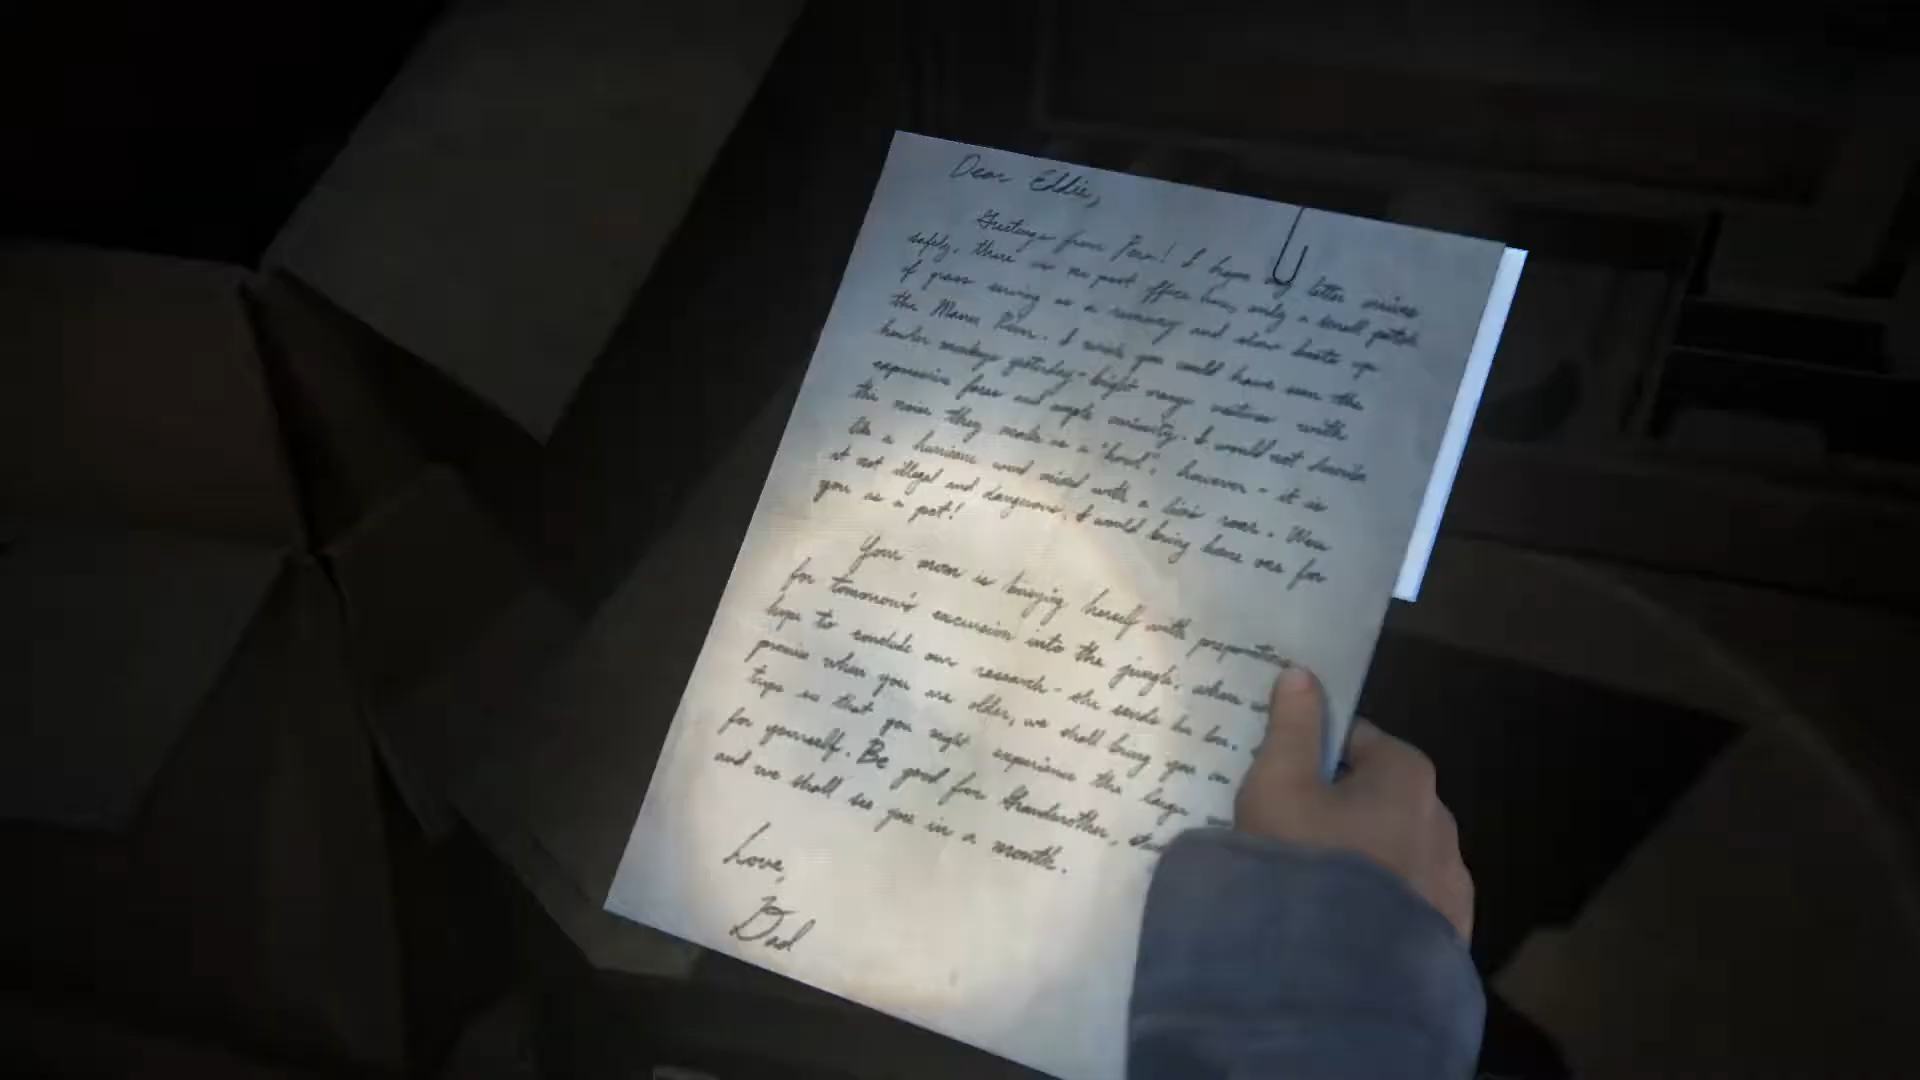 Dear Eddie,
Greetings from Peru! I hope my letter arrives
safely. There is no post office here, only a small patch
of grass serving as a runway and slow boats up
the Manu River. I wish you could have seen the
howler monkeys yesterday - bright orange creatures with
expressive faces and ample curiosity. I would not describe
the noise they make as a "howl", however - it is
like a hurricane wind mixed with a lion's roar. Were
it not illegal and dangerous, I would bring home one for
you as a pet!
Your mom is busying herself with preparations
for tomorrow's excursion into the jungle, where
hope to conclude our research - she sends her love.
promise when you are older, we shall bring you on
trips so that you might experience the large
for yourself. Be good for Grandmother,
and we shall see you in a month.
Love,
Dad